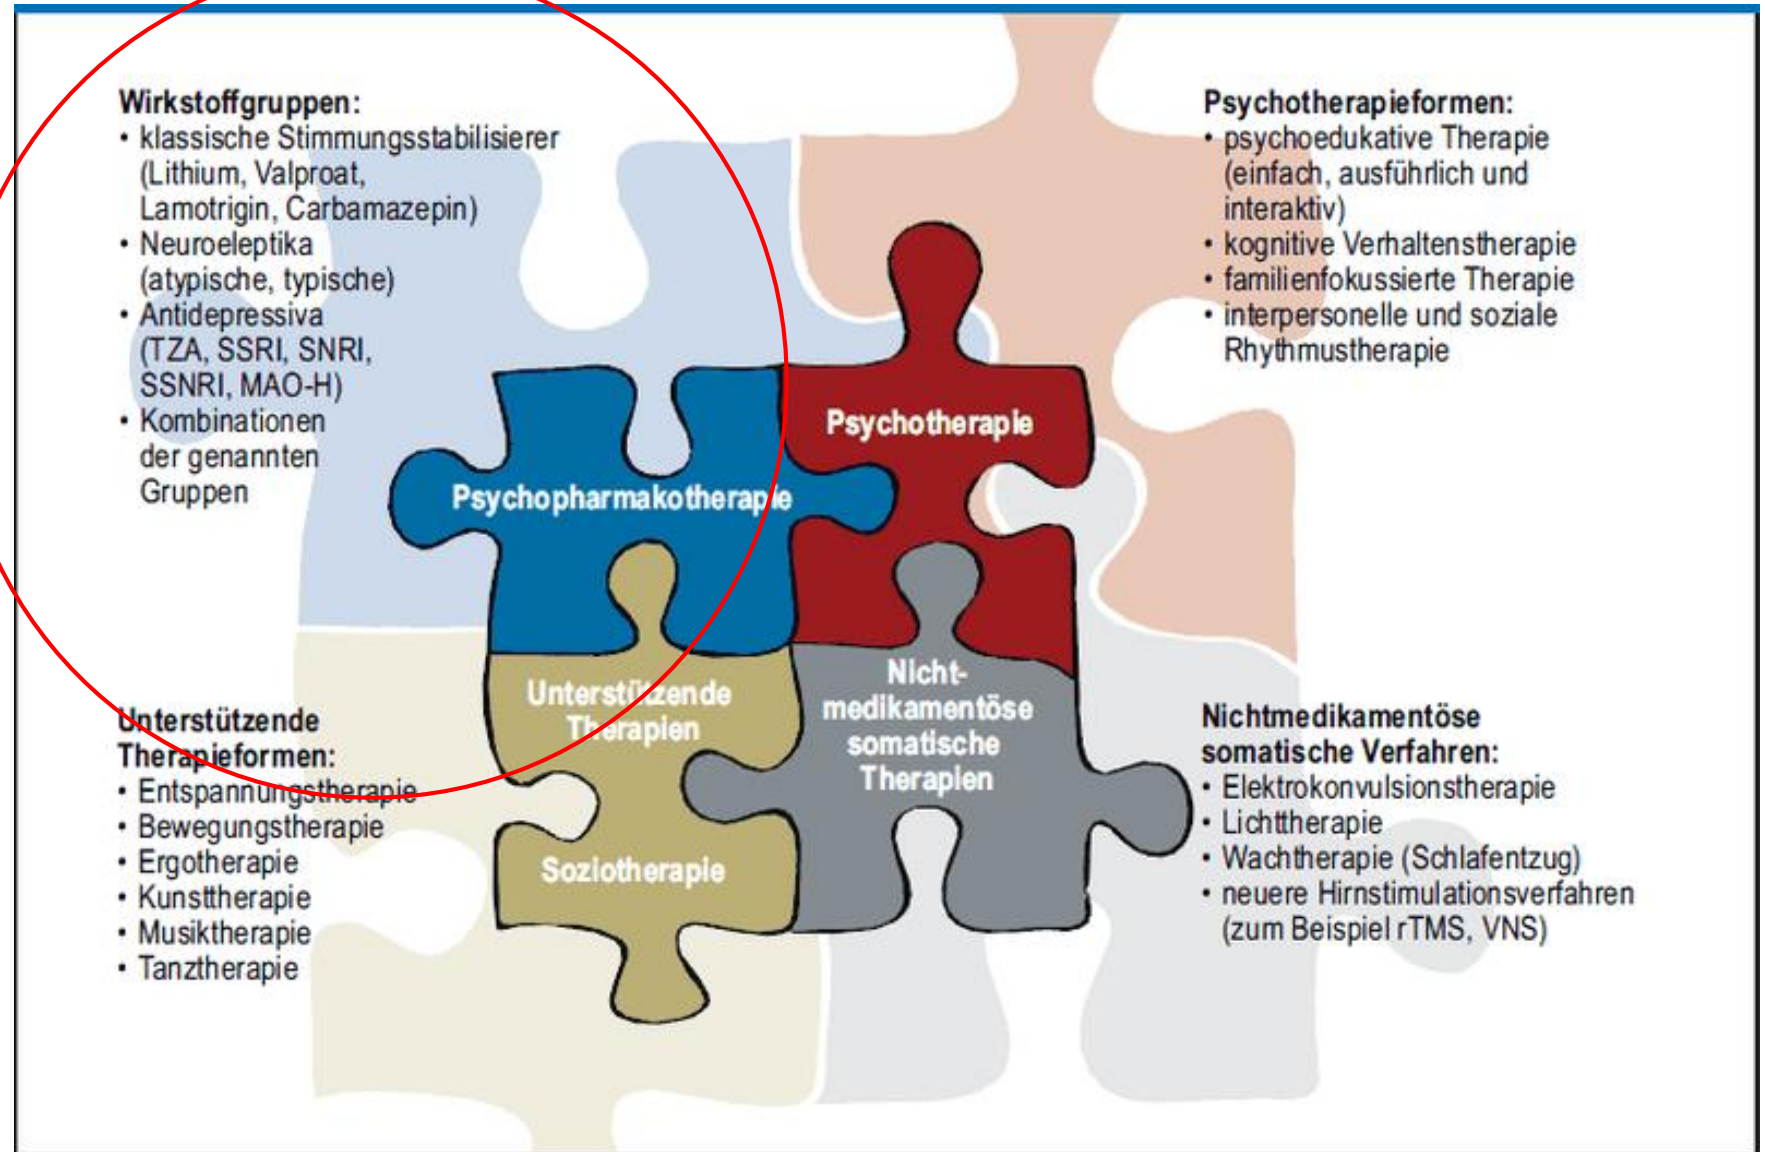 Wirkstoffgruppen:
• klassische Stimmungsstabilisierer
(Lithium, Valproat,
Lamotrigin, Carbamazepin)
• Neuroeleptika
(atypische, typische)
• Antidepressiva
(TZA, SSRI, SNRI,
SSNRI, MAO-H)
• Kombinationen
der genannten
Gruppen
Psychotherapieformen:
• psychoedukative Therapie
(einfach, ausführlich und
interaktiv)
• kognitive Verhaltenstherapie
• familienfokussierte Therapie
• interpersonelle und soziale
Rhythmustherapie
Psychopharmakotherapie
Psychotherapie
Unterstützende
Therapien
Soziotherapie
Nicht-
medikamentöse
somatische
Therapien
Unterstützende
Therapieformen:
• Entspannungstherapie
• Bewegungstherapie
• Ergotherapie
• Kunsttherapie
• Musiktherapie
• Tanztherapie
Nichtmedikamentöse
somatische Verfahren:
• Elektrokonvulsionstherapie
• Lichttherapie
• Wachtherapie (Schlafentzug)
• neuere Hirnstimulationsverfahren
(zum Beispiel rTMS, VNS)